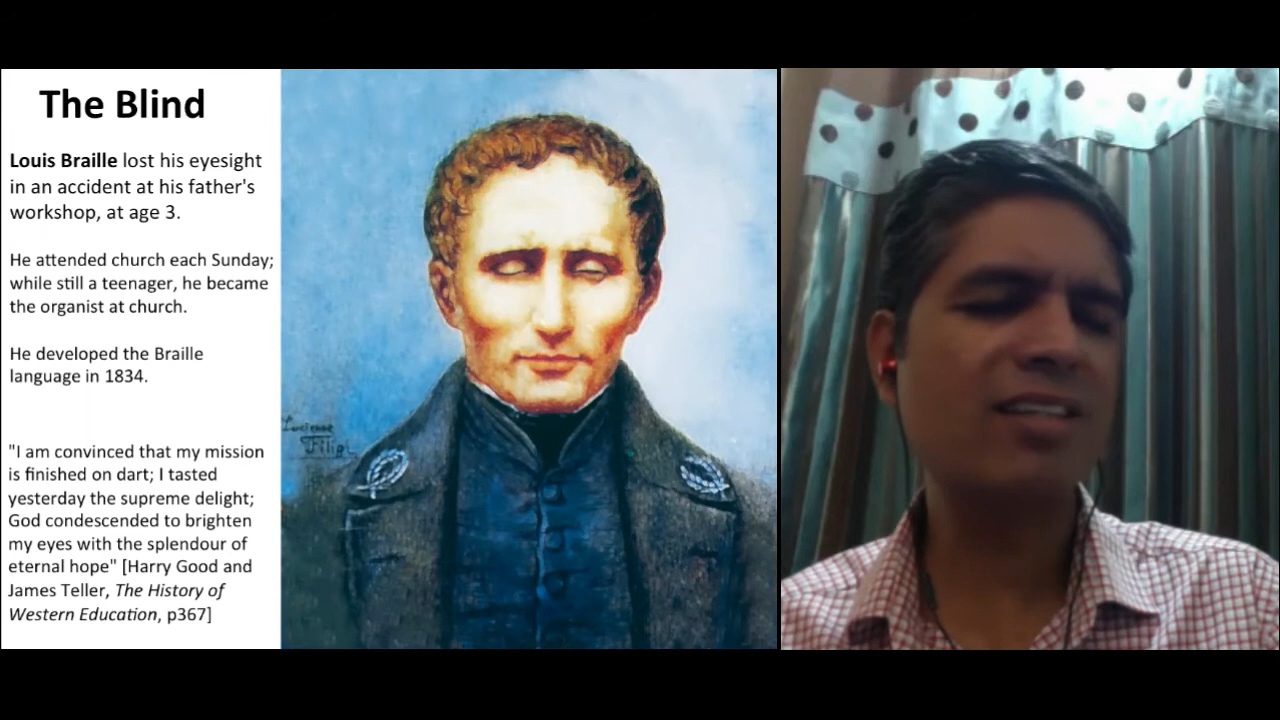 The Blind
Louis Braille lost his eyesight
in an accident at his father's
workshop, at age 3.
He attended church each Sunday;
while still a teenager, he became
the organist at church.
He developed the Braille
language in 1834.
"I am convinced that my mission
is finished on dart; I tasted
yesterday the supreme delight;
God condescended to brighten
my eyes with the splendour of
eternal hope" [Harry Good and
James Teller, The History of
Western Education, p367]
Lucienne
Filippi